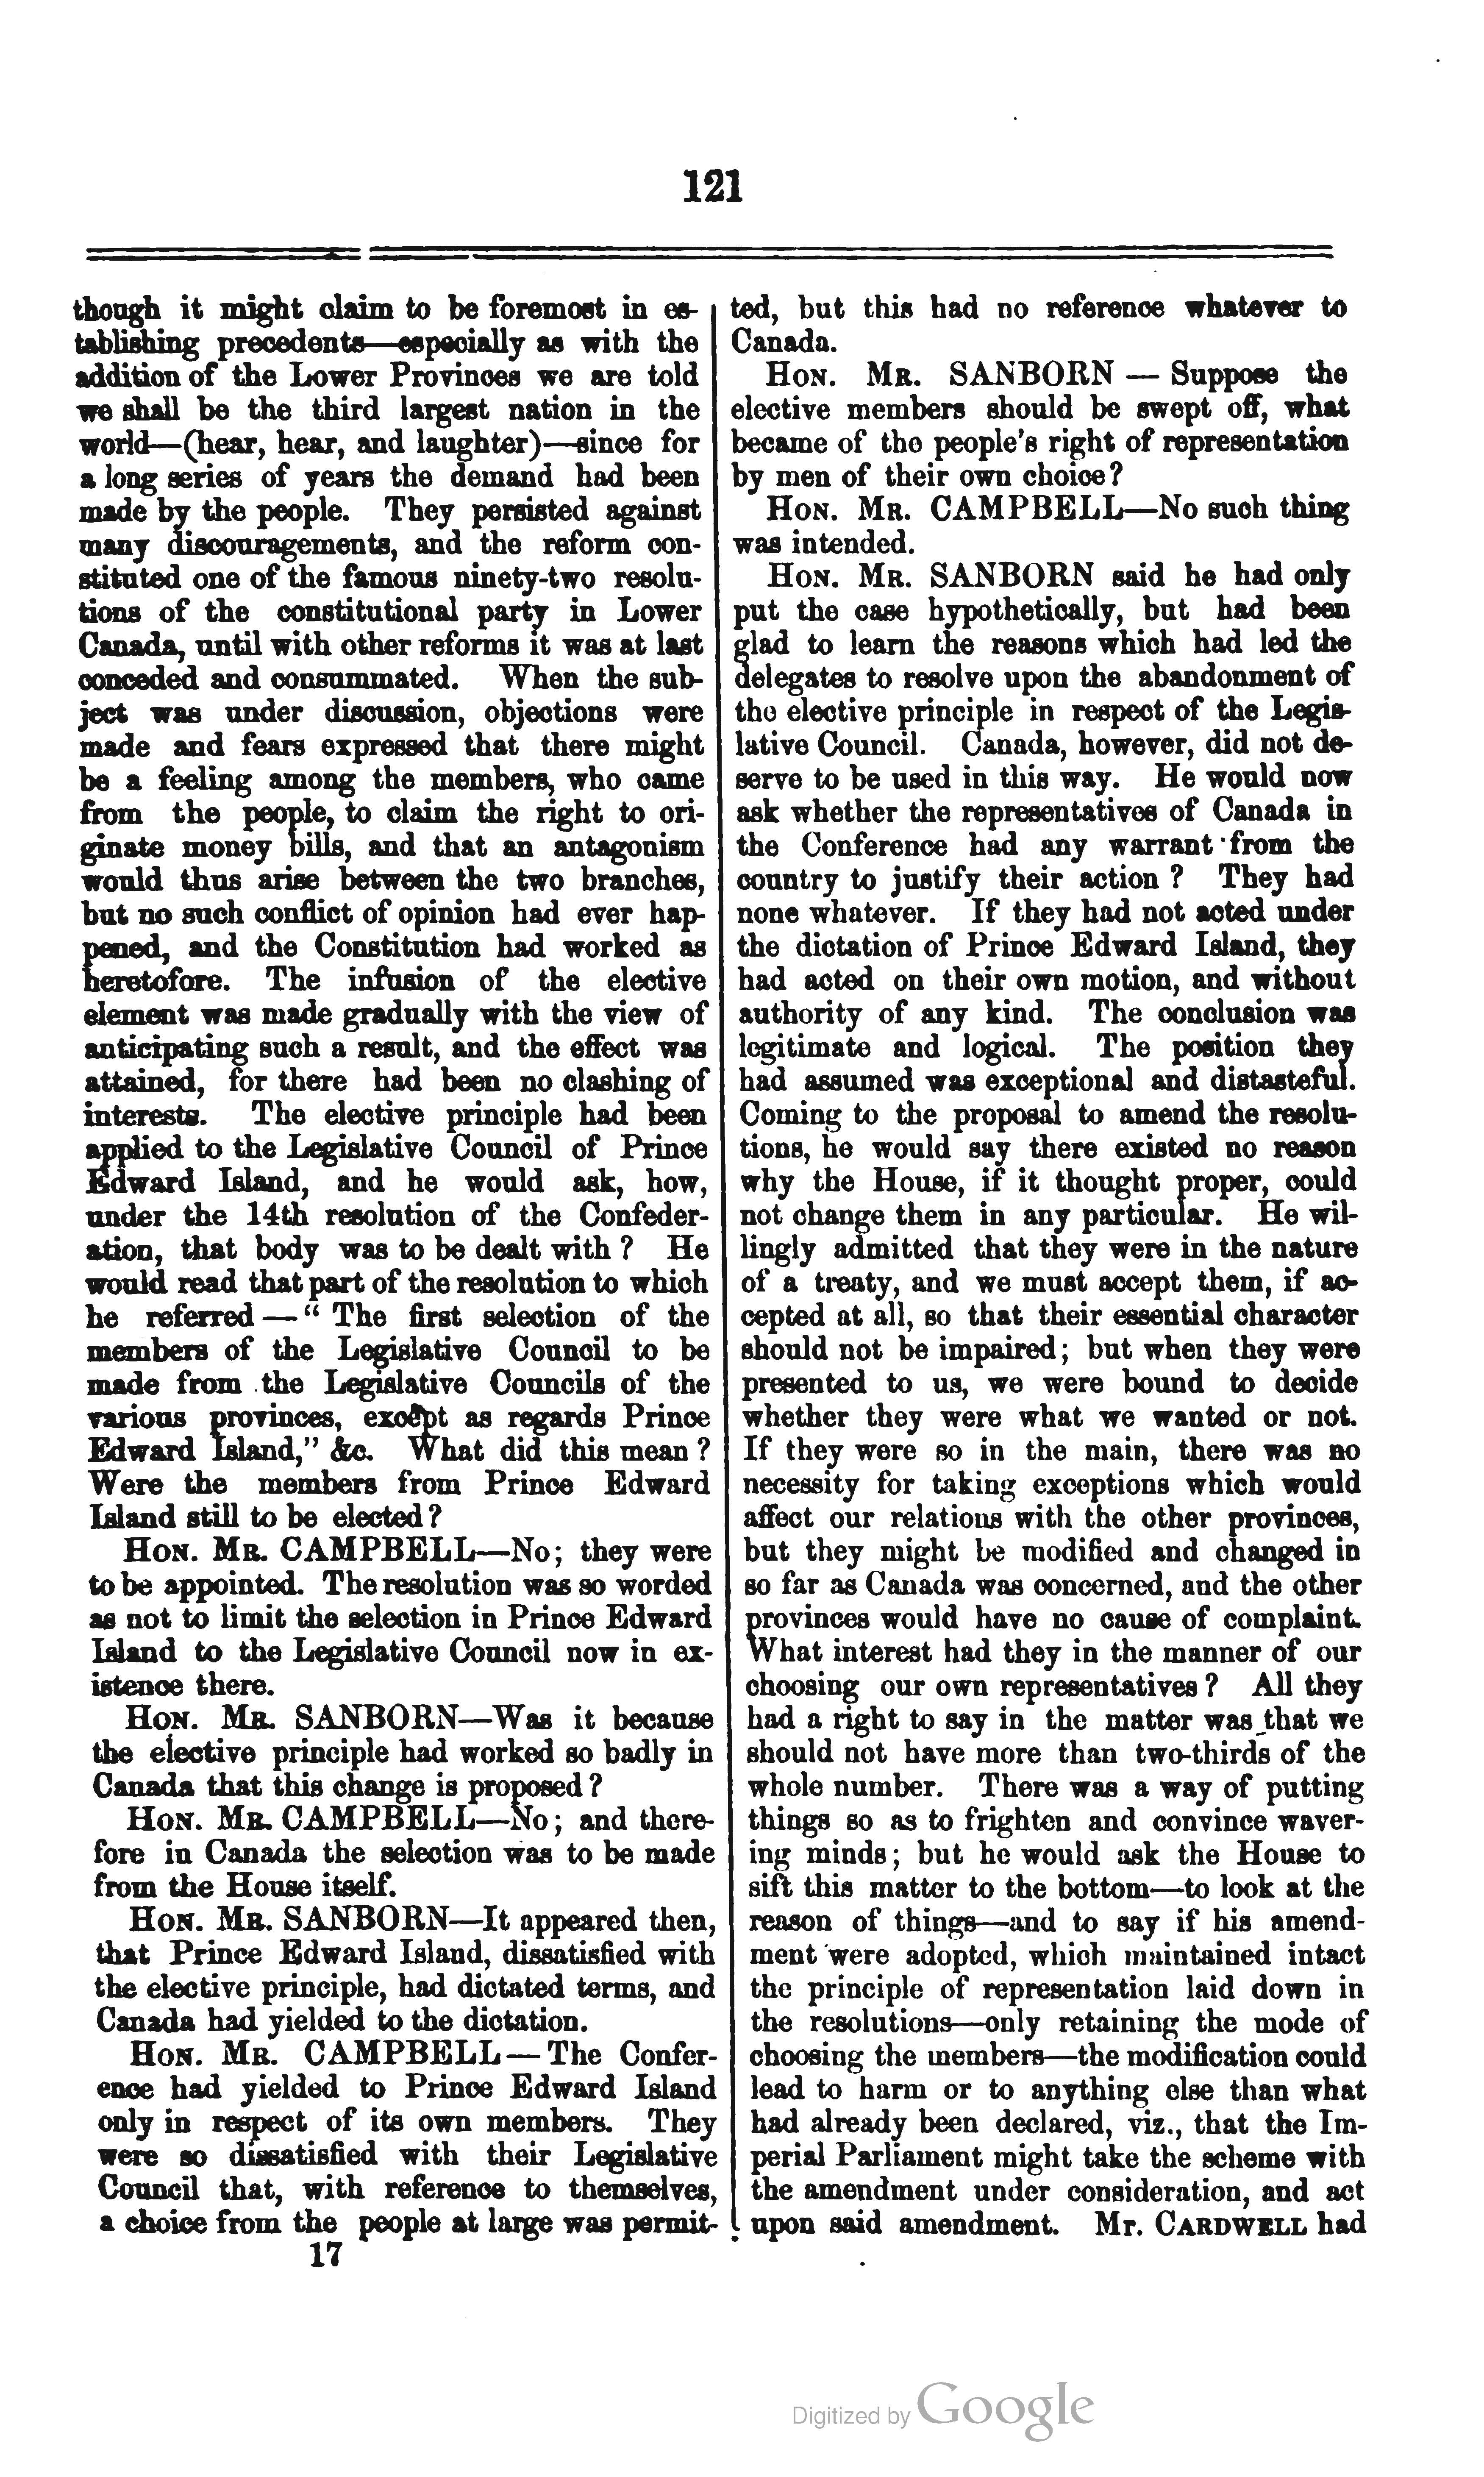 121
though it might claim to be foremost in es-
tablishing precedents—especially as with the
addition of the Lower Provinces we are told
we shall be the third largest nation in the
world—(hear, hear, and laughter)—since for
a long series of years the demand had been
made by the people. They persisted against
many discouragements, and the reform con-
stituted one of the famous ninety-two resolu-
tions of the constitutional party in Lower
Canada, until with other reforms it was at last
conceded and consummated. When the sub-
ject was under discussion, objections were
made and fears expressed that there might
be a feeling among the members, who came
from the people, to claim the right to ori-
ginate money bills, and that an antagonism
would thus arise between the two branches,
but no such conflict of opinion had ever hap-
pened, and the Constitution had worked as
heretofore. The infusion of the elective
element was made gradually with the view of
anticipating such a result, and the effect was
attained, for there had been no clashing of
interests. The elective principle had been
applied to the Legislative Council of Prince
Edward Island, and he would ask, how,
under the 14th resolution of the Confeder-
ation, that body was to be dealt with? He
would read that part of the resolution to which
he referred—“The first selection of the
members of the Legislative Council to be
made from the Legislative Councils of the
various provinces, except as regards Prince
Edward Island,” &c. What did this mean?
Were the members from Prince Edward
Island still to be elected?
HON. MR. CAMPBELL—No; they were
to be appointed. The resolution was so worded
as not to limit the selection in Prince Edward
Island to the Legislative Council now in ex-
istence there.
HON. MR. SANBORN—Was it because
the elective principle had worked so badly in
Canada that this change is proposed?
HON. MR. CAMPBELL—No; and there-
fore in Canada the selection was to be made
from the House itself.
HON. MR. SANBORN—It appeared then,
that Prince Edward Island, dissatisfied with
the elective principle, had dictated terms, and
Canada had yielded to the dictation.
HON. MR. CAMPBELL—The Confer-
ence had yielded to Prince Edward Island
only in respect of its own members. They
were so dissatisfied with their Legislative
Council that, with reference to themselves,
a choice from the people at large was permit-
17
ted, but this had no reference whatever to
Canada.
HON. MR. SANBORN — Suppose the
elective members should be swept off, what
became of the people's right of representation
by men of their own choice?
HON. MR. CAMPBELL—No such thing
was intended.
HON. MR. SANBORN said he had only
put the case hypothetically, but had been
glad to learn the reasons which had led the
delegates to resolve upon the abandonment of
the elective principle in respect of the Legis-
lative Council. Canada, however, did not de-
serve to be used in this way. He would now
ask whether the representatives of Canada in
the Conference had any warrant from the
country to justify their action? They had
none whatever. If they had not acted under
the dictation of Prince Edward Island, they
had acted on their own motion, and without
authority of any kind. The conclusion was
legitimate and logical. The position they
had assumed was exceptional and distasteful.
Coming to the proposal to amend the resolu-
tions, he would say there existed no reason
why the House, if it thought proper, could
not change them in any particular. He wil-
lingly admitted that they were in the nature
of a treaty, and we must accept them, if ac-
cepted at all, so that their essential character
should not be impaired; but when they were
presented to us, we were bound to decide
whether they were what we wanted or not.
If they were so in the main, there was no
necessity for taking exceptions which would
affect our relations with the other provinces,
but they might be modified and changed in
so far as Canada was concerned, and the other
provinces would have no cause of complaint.
What interest had they in the manner of our
choosing our own representatives? All they
had a right to say in the matter was that we
should not have more than two-thirds of the
whole number. There was a way of putting
things so as to frighten and convince waver-
ing minds; but he would ask the House to
sift this matter to the bottom—to look at the
reason of things—and to say if his amend-
ment were adopted, which maintained intact
the principle of representation laid down in
the resolutions—only retaining the mode of
choosing the members—the modification could
lead to harm or to anything else than what
had already been declared, viz., that the Im-
perial Parliament might take the scheme with
the amendment under consideration, and act
upon said amendment. Mr. CARDWELL had
Digitized by Google